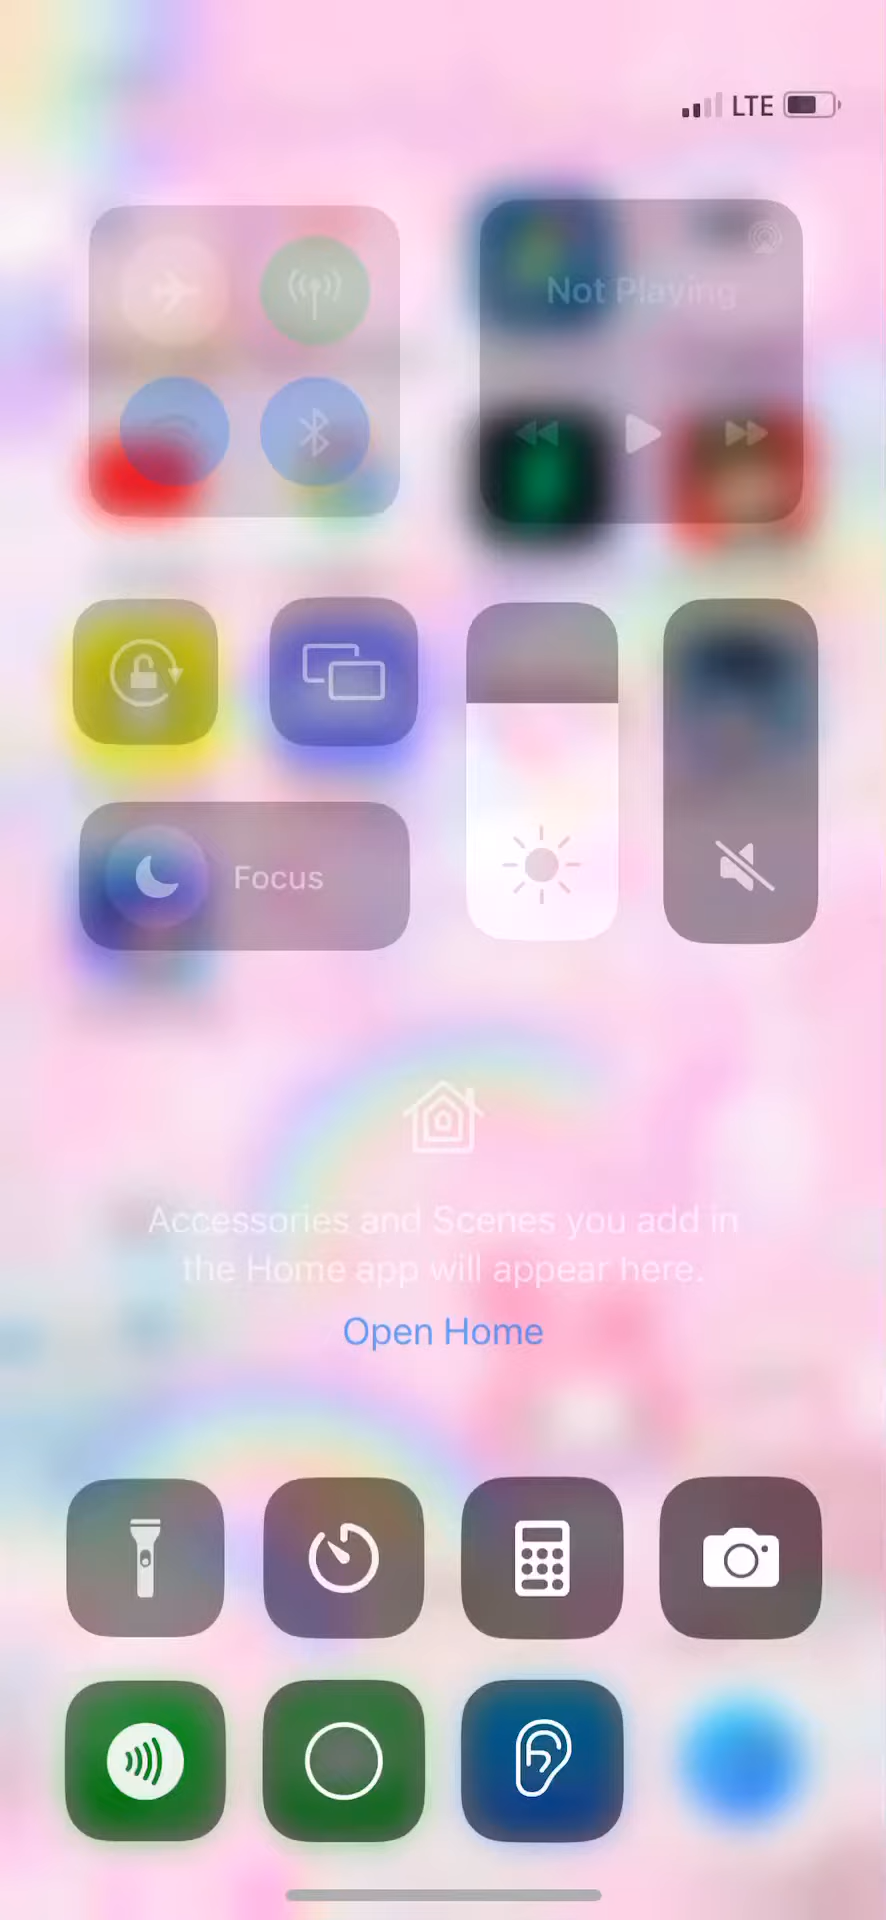 LTE
Not Playing
Focus
Accessories and Scenes you add in
the Home app will appear here.
Open Home